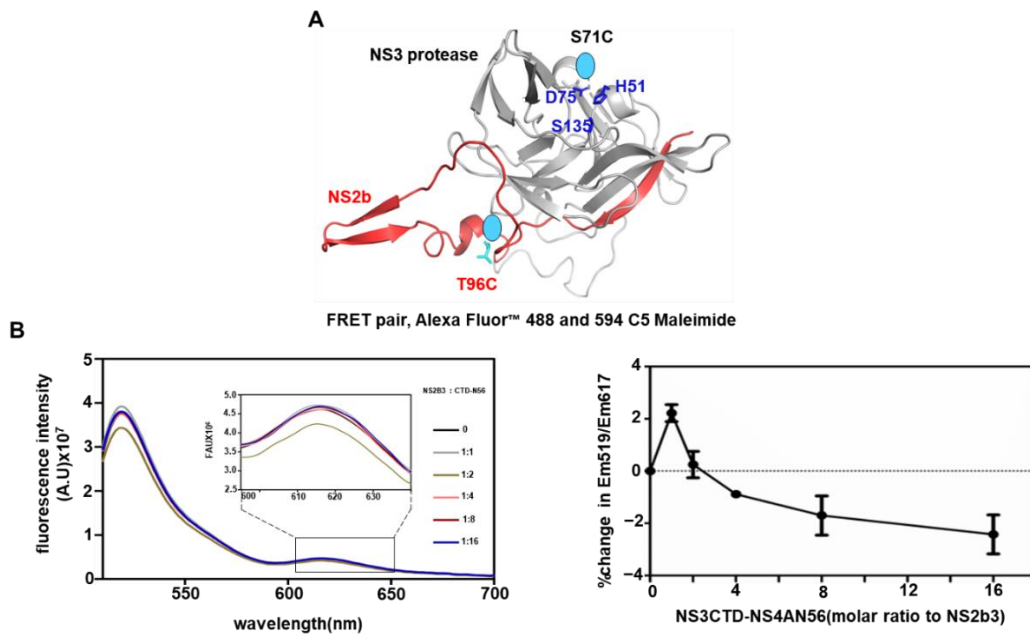 A
S71C
NS3 protease
D75
H51
S135
NS2b
T96C
FRET pair, Alexa Fluor™ 488 and 594 C5 Maleimide
B
fluorescence intensity
(A.U)x10⁷
5
4
3
2
1
0
550
600
650
700
wavelength(nm)
FAUX10⁶
5.0
4.5
4.0
3.5
3.0
2.5
600
610
620
630
NS2B3 : CTD-N56
0
1:1
1:2
1:4
1:8
1:16
%change in Em519/Em617
4
2
0
−2
−4
0
4
8
12
16
NS3CTD-NS4AN56(molar ratio to NS2b3)